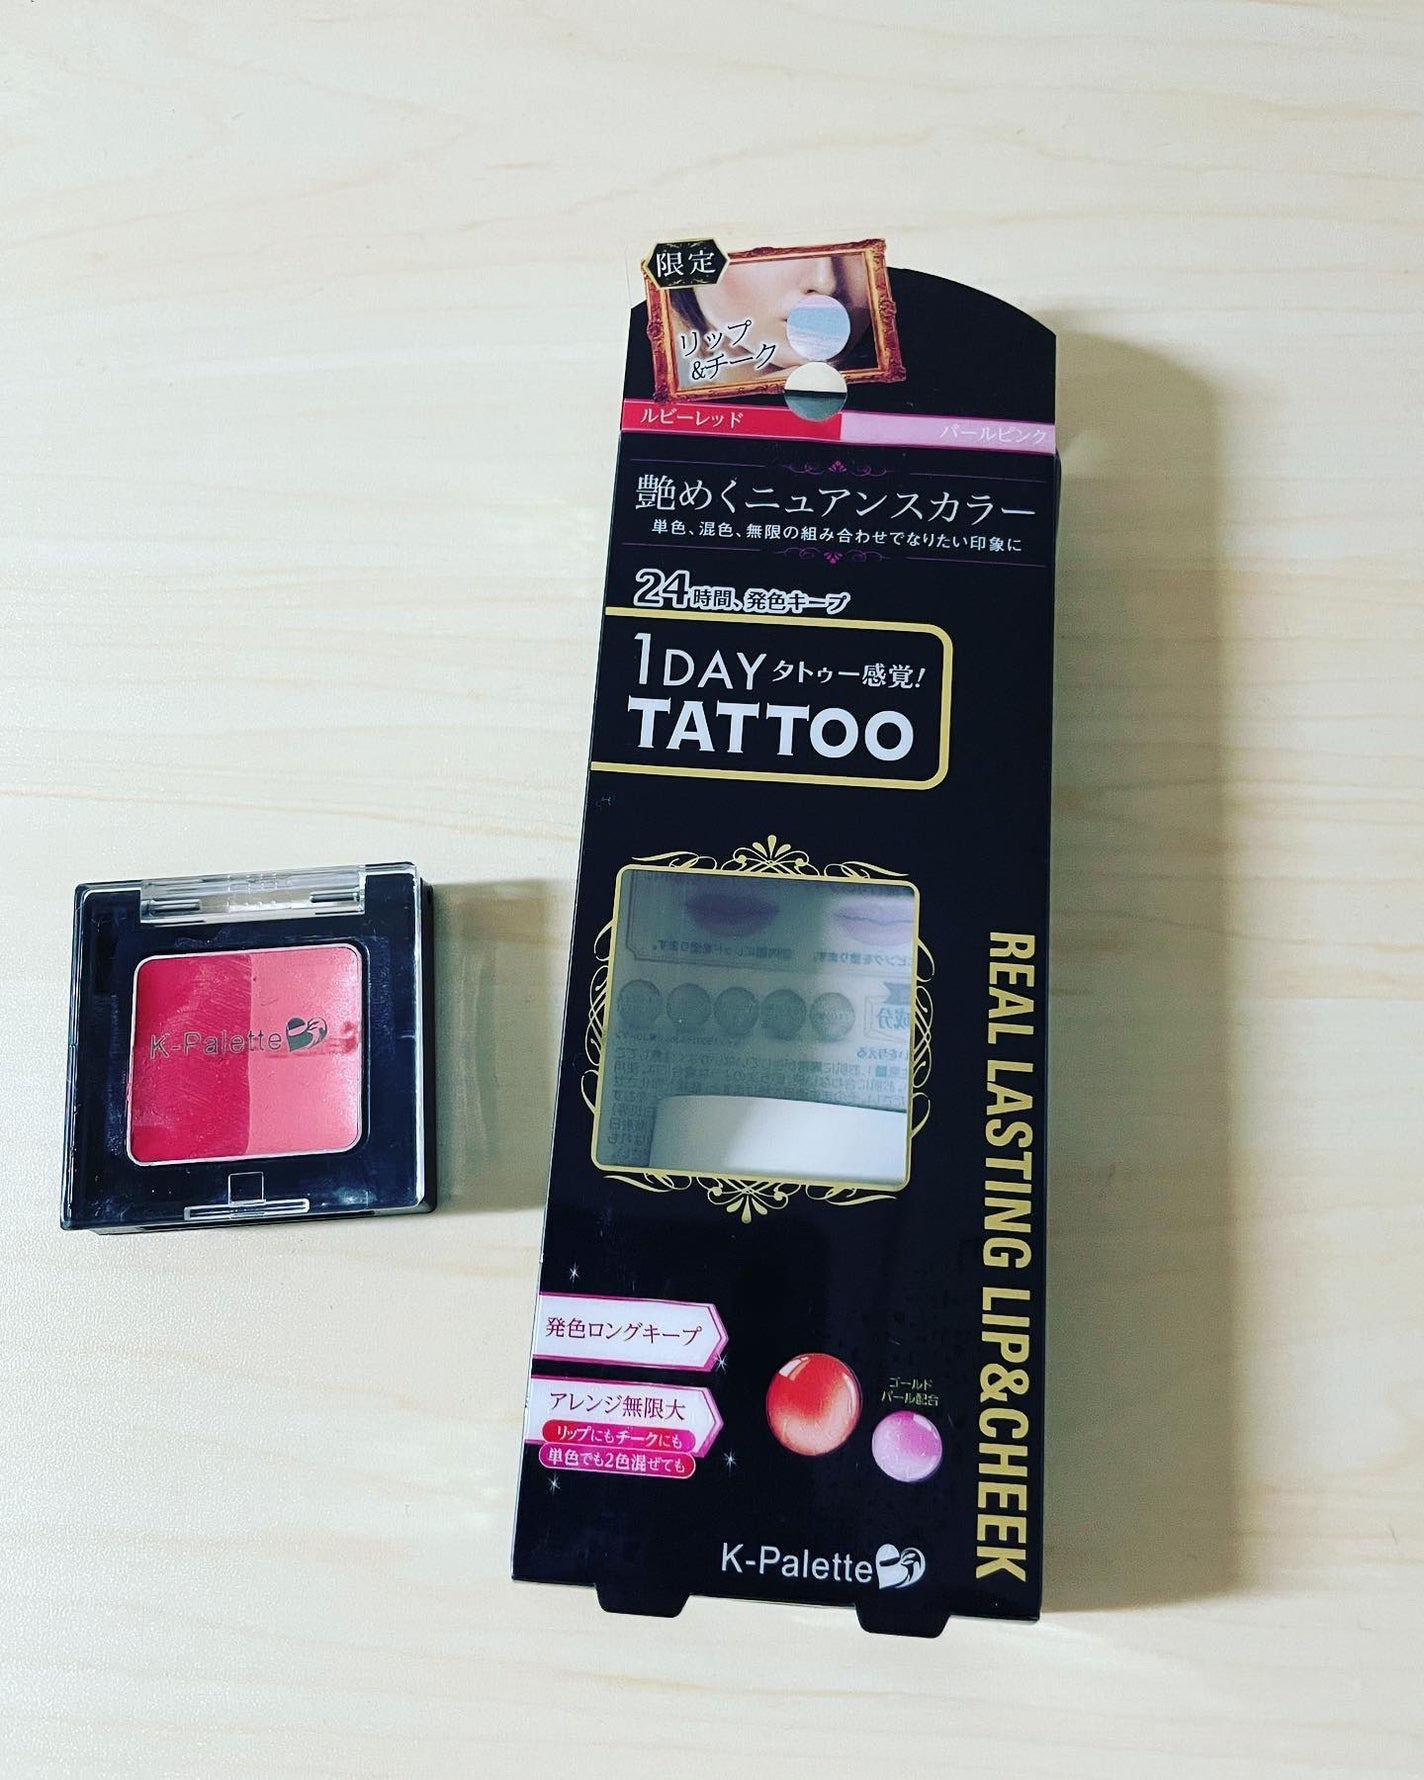 限定
リップ
&チーク
ルビーレッド
パールピンク
艶めくニュアンスカラー
単色、混色、無限の組み合わせでなりたい印象に
24時間、発色キープ
1DAY タトゥー感覚!
TATTOO
K-Palette
成分
REAL LASTING LIP&CHEEK
発色ロングキープ
アレンジ無限大
リップにもチークにも
単色でも2色混ぜても
ゴールド
パール配合
K-Palette